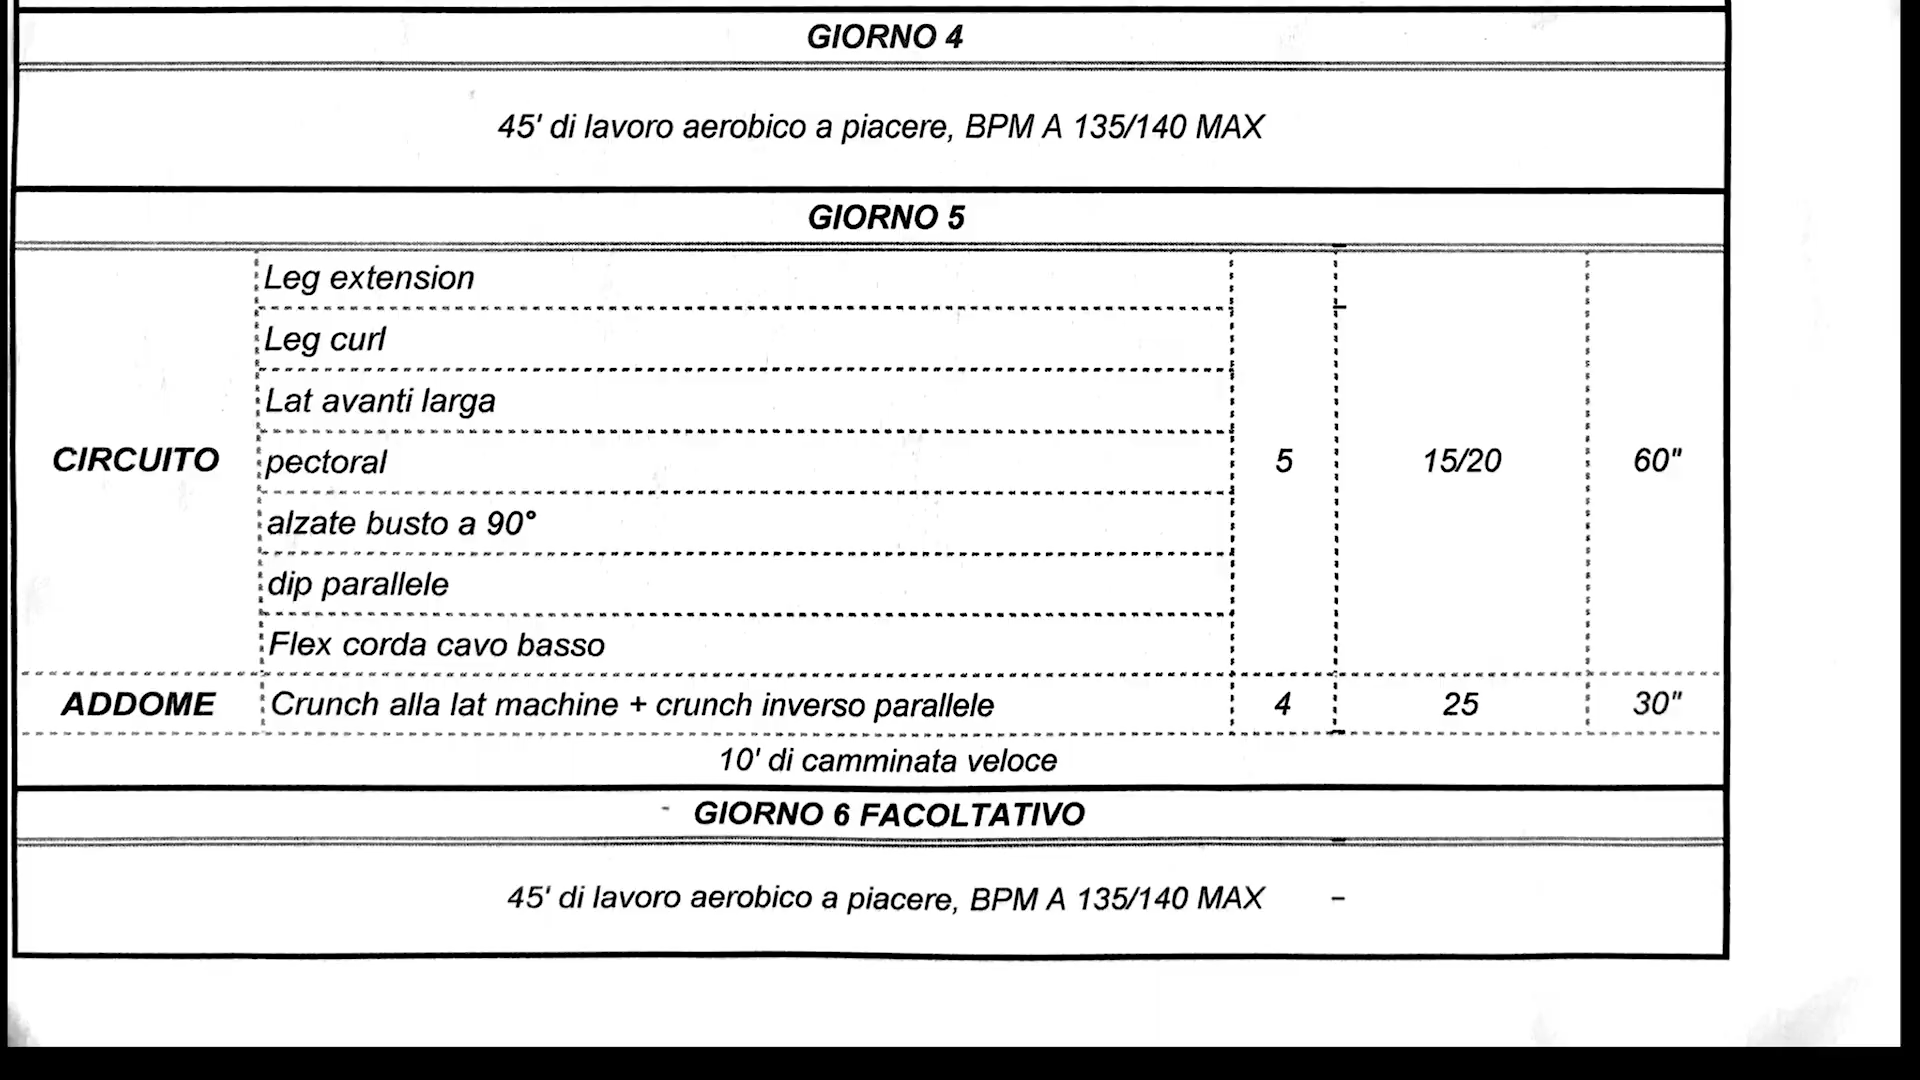 GIORNO 4
45' di lavoro aerobico a piacere, BPM A 135/140 MAX
GIORNO 5
Leg extension
Leg curl
Lat avanti larga
CIRCUITO pectoral 5 15/20 60"
alzate busto a 90°
dip parallele
Flex corda cavo basso
ADDOME Crunch alla lat machine + crunch inverso parallele 4 25 30"
10' di camminata veloce
GIORNO 6 FACOLTATIVO
45' di lavoro aerobico a piacere, BPM A 135/140 MAX